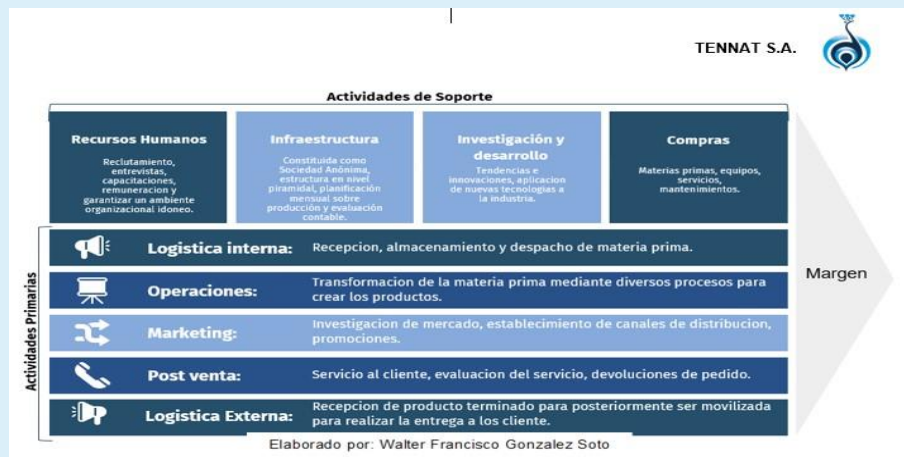 TENNAT S.A.
Actividades de Soporte
Recursos Humanos
Reclutamiento,
entrevistas,
capacitaciones,
remuneracion y
garantizar un ambiente
organizacional idoneo.
Infraestructura
Constituida como
Sociedad Anónima,
estructura en nivel
piramidal, planificación
mensual sobre
producción y evaluación
contable.
Investigación y
desarrollo
Tendencias e
innovaciones, aplicacion
de nuevas tecnologias a
la industria.
Compras
Materias primas, equipos,
servicios,
mantenimientos.
Actividades Primarias
Logistica interna:
Recepcion, almacenamiento y despacho de materia prima.
Operaciones:
Transformacion de la materia prima mediante diversos procesos para
crear los productos.
Marketing:
Investigacion de mercado, establecimiento de canales de distribucion,
promociones.
Post venta:
Servicio al cliente, evaluacion del servicio, devoluciones de pedido.
Logistica Externa:
Recepcion de producto terminado para posteriormente ser movilizada
para realizar la entrega a los cliente.
Margen
Elaborado por: Walter Francisco Gonzalez Soto